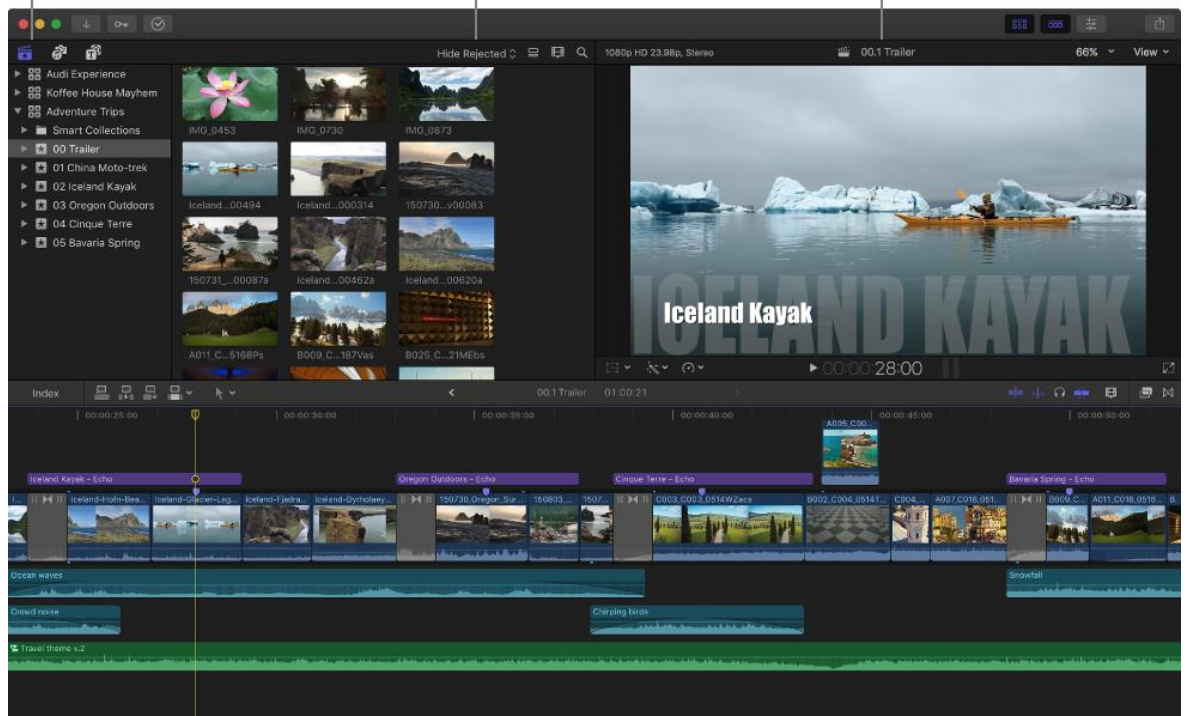 Hide Rejected
1080p HD 23.98p, Stereo
00.1 Trailer
66%
View
Audi Experience
Koffee House Mayhem
Adventure Trips
Smart Collections
00 Trailer
01 China Moto-trek
02 Iceland Kayak
03 Oregon Outdoors
04 Cinque Terre
05 Bavaria Spring
IMG_0453
IMG_0730
IMG_0873
Iceland...00494
Iceland...000314
150730...v00083
150731_...00087a
Iceland...00462a
Iceland...00620a
A011_C...516BPs
B009_C...187Vas
B025_C...21MEbs
ICELAND KAYAK
Iceland Kayak
00:00:28:00
Index
00.1 Trailer
01:00:21
00:00:25:00
00:00:30:00
00:00:35:00
00:00:40:00
00:00:45:00
00:00:50:00
A005_C00...
Iceland Kayak - Echo
Oregon Outdoors - Echo
Cinque Terre - Echo
Bavaria Spring - Echo
I...
Iceland-Hofn-Bea...
Iceland-Glacier-Leg...
Iceland-Fjadra...
Iceland-Dyrholaey...
150730_Oregon_Sur...
150803_...
1507...
C003_C003_0514WZacs
B002_C004_0514T...
C004_...
A007_C018_051...
B009_C...
A011_C018_0516...
B...
Ocean waves
Snowfall
Crowd noise
Chirping birds
Travel theme v.2